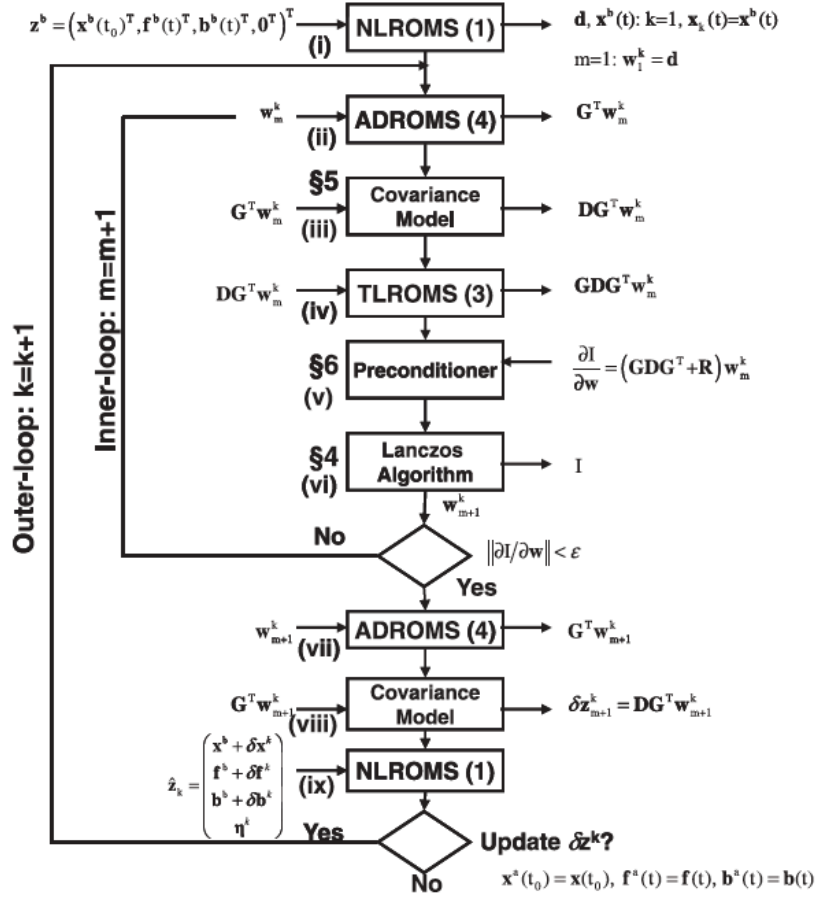 z^b = (x^b(t_0)^T, f^b(t)^T, b^b(t)^T, 0^T)^T
(i)
NLROMS (1)
d, x^b(t): k=1, x_k(t)=x^b(t)
m=1: w_1^k = d
w_m^k
(ii)
ADROMS (4)
G^T w_m^k
§5
G^T w_m^k
(iii)
Covariance
Model
DG^T w_m^k
DG^T w_m^k
(iv)
TLROMS (3)
GDG^T w_m^k
§6
(v)
Preconditioner
∂I/∂w = (GDG^T+R) w_m^k
§4
(vi)
Lanczos
Algorithm
I
w_{m+1}^k
No
||∂I/∂w|| < ε
Yes
Inner-loop: m=m+1
Outer-loop: k=k+1
w_{m+1}^k
(vii)
ADROMS (4)
G^T w_{m+1}^k
G^T w_{m+1}^k
(viii)
Covariance
Model
δz_{m+1}^k = DG^T w_{m+1}^k
ẑ_k =
x^b + δx^k
f^b + δf^k
b^b + δb^k
η^k
(ix)
NLROMS (1)
Yes
Update δz^k?
No
x^a(t_0) = x(t_0), f^a(t) = f(t), b^a(t) = b(t)